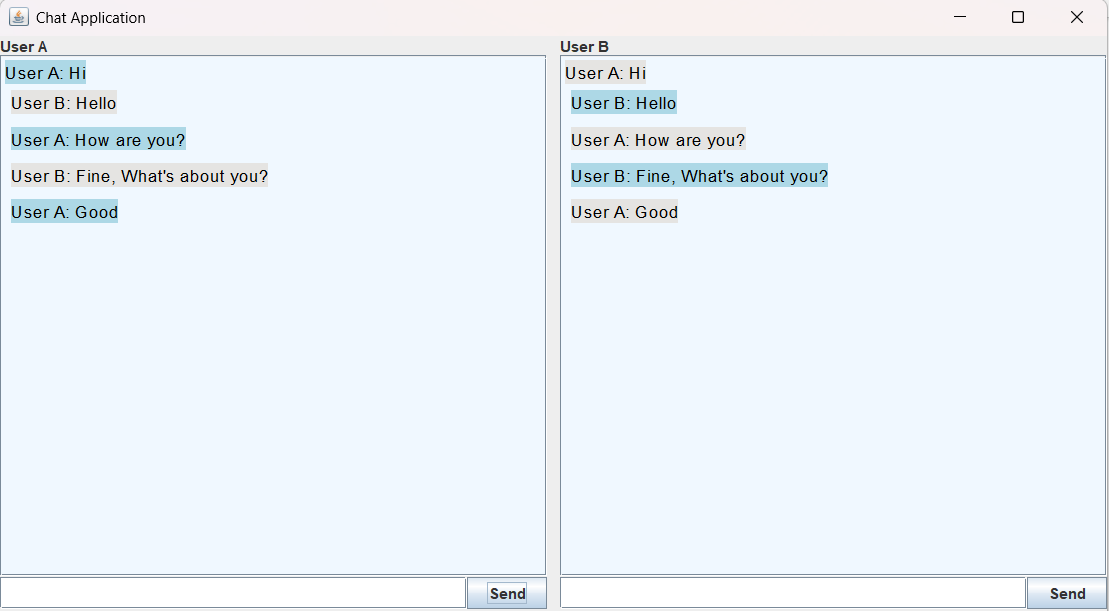 Chat Application
User A
User A: Hi
User B: Hello
User A: How are you?
User B: Fine, What's about you?
User A: Good
Send
User B
User A: Hi
User B: Hello
User A: How are you?
User B: Fine, What's about you?
User A: Good
Send